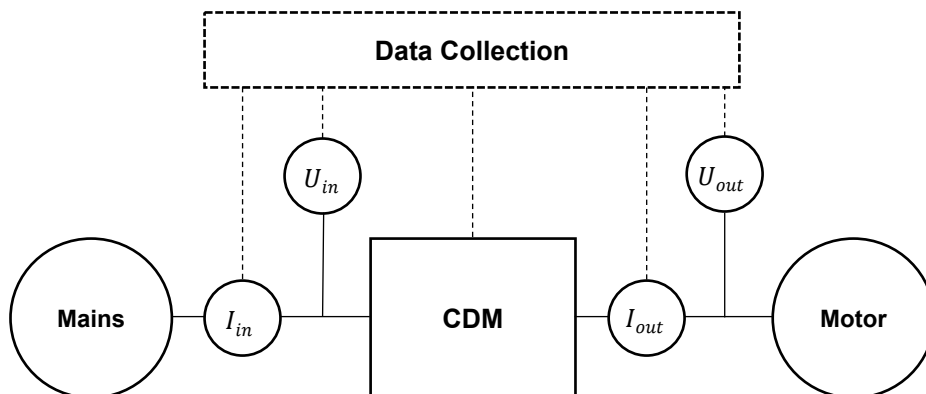 Data Collection
U_in
U_out
Mains
I_in
CDM
I_out
Motor